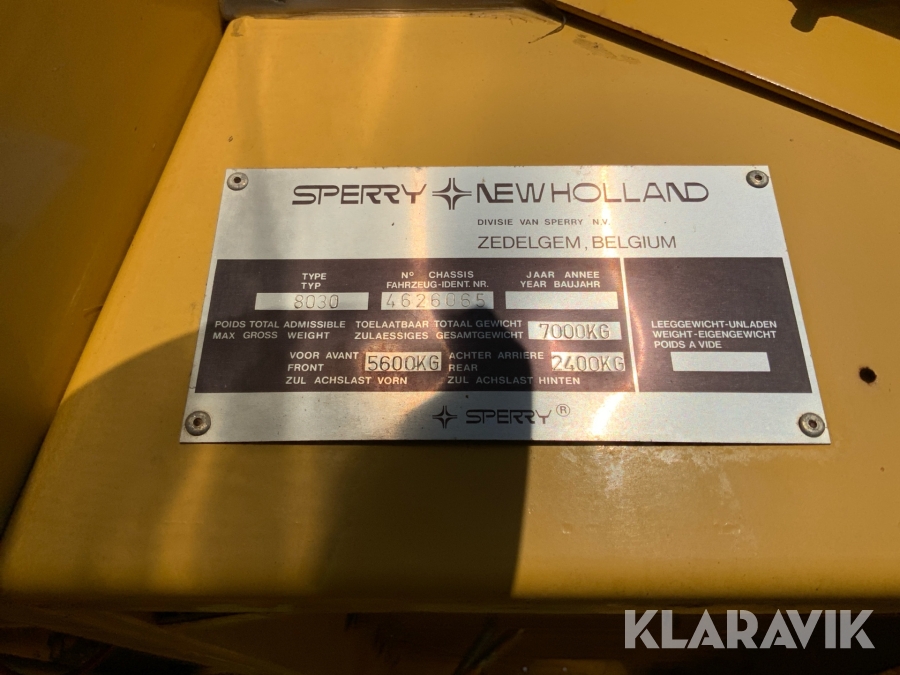 SPERRY NEW HOLLAND
DIVISIE VAN SPERRY N.V.
ZEDELGEM, BELGIUM
TYPE Nº CHASSIS JAAR ANNEE
TYP FAHRZEUG-IDENT. NR. YEAR BAUJAHR
8030 4626065
POIDS TOTAL ADMISSIBLE TOELAATBAAR TOTAAL GEWICHT
MAX GROSS WEIGHT ZULAESSIGES GESAMTGEWICHT 7000KG
VOOR AVANT ACHTER ARRIÈRE
FRONT 5600KG REAR 2400KG
ZUL ACHSLAST VORN ZUL ACHSLAST HINTEN
LEEGGEWICHT-UNLADEN
WEIGHT-EIGENGEWICHT
POIDS A VIDE
SPERRY®
KLARAVIK